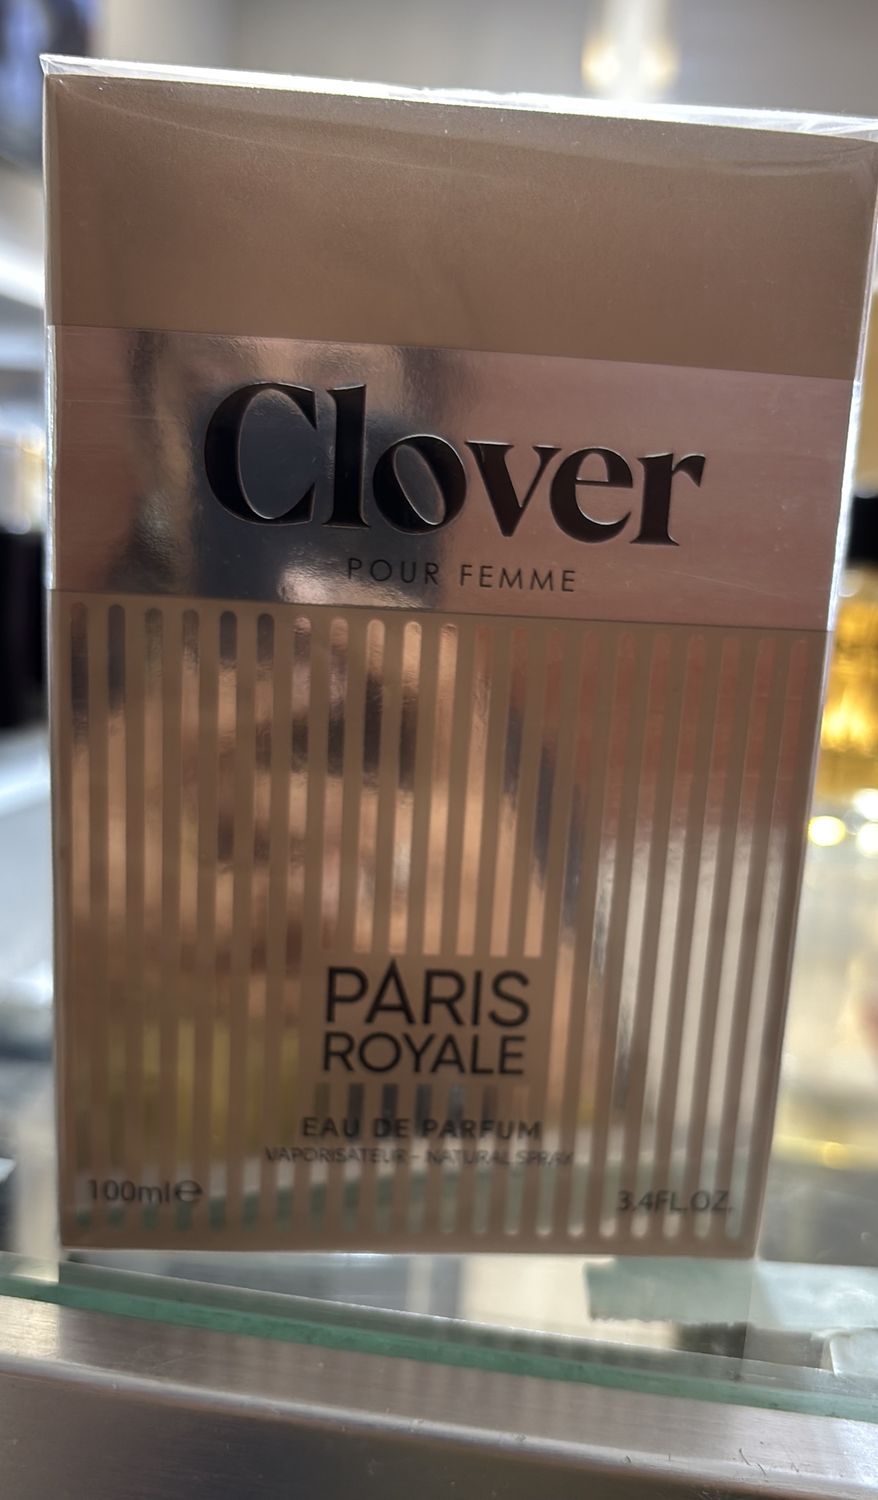 Clover
POUR FEMME
PARIS
ROYALE
EAU DE PARFUM
VAPORISATEUR - NATURAL SPRAY
100ml℮ 3.4FL.OZ.